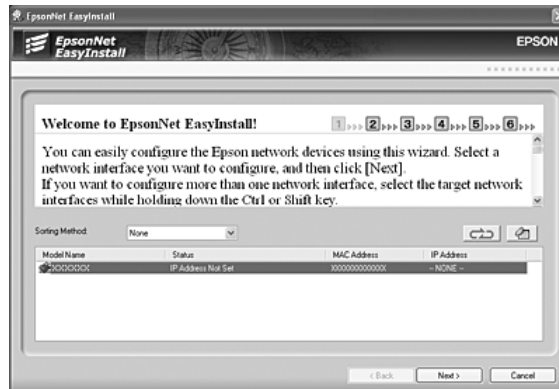 EpsonNet EasyInstall
EpsonNet
EasyInstall
EPSON
Welcome to EpsonNet EasyInstall!
1 2 3 4 5 6
You can easily configure the Epson network devices using this wizard. Select a
network interface you want to configure, and then click [Next].
If you want to configure more than one network interface, select the target network
interfaces while holding down the Ctrl or Shift key.
Sorting Method: None
Model Name Status MAC Address IP Address
XXXXXXX IP Address Not Set XXXXXXXXXXXX - NONE -
< Back Next > Cancel